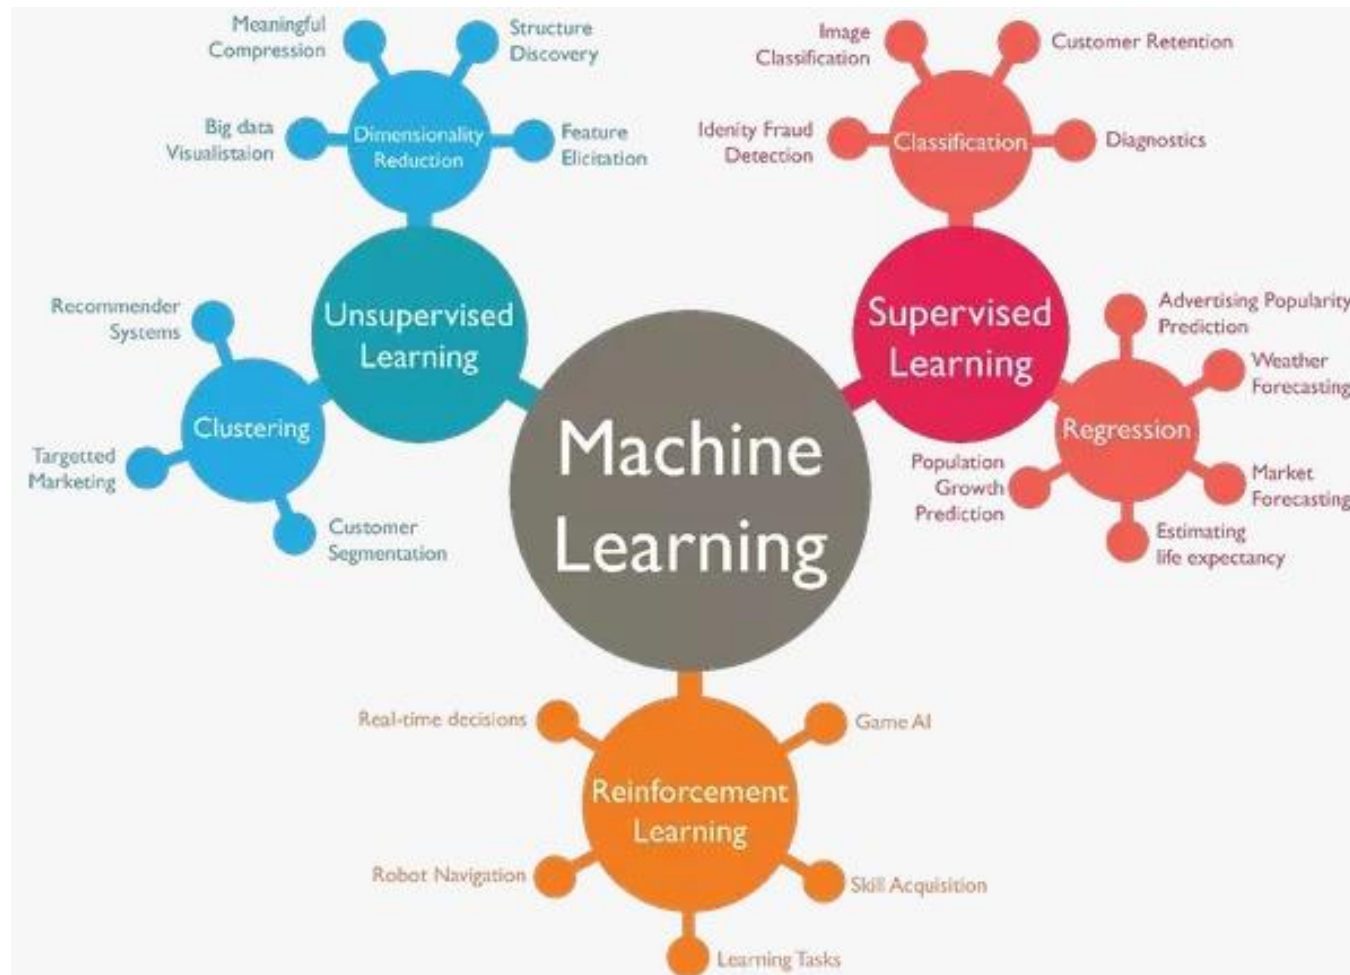 Meaningful
Compression
Structure
Discovery
Big data
Visualistaion
Dimensionality
Reduction
Feature
Elicitation
Image
Classification
Customer Retention
Idenity Fraud
Detection
Classification
Diagnostics
Recommender
Systems
Unsupervised
Learning
Supervised
Learning
Advertising Popularity
Prediction
Weather
Forecasting
Clustering
Targetted
Marketing
Customer
Segmentation
Machine
Learning
Regression
Population
Growth
Prediction
Market
Forecasting
Estimating
life expectancy
Real-time decisions
Game AI
Reinforcement
Learning
Robot Navigation
Skill Acquisition
Learning Tasks